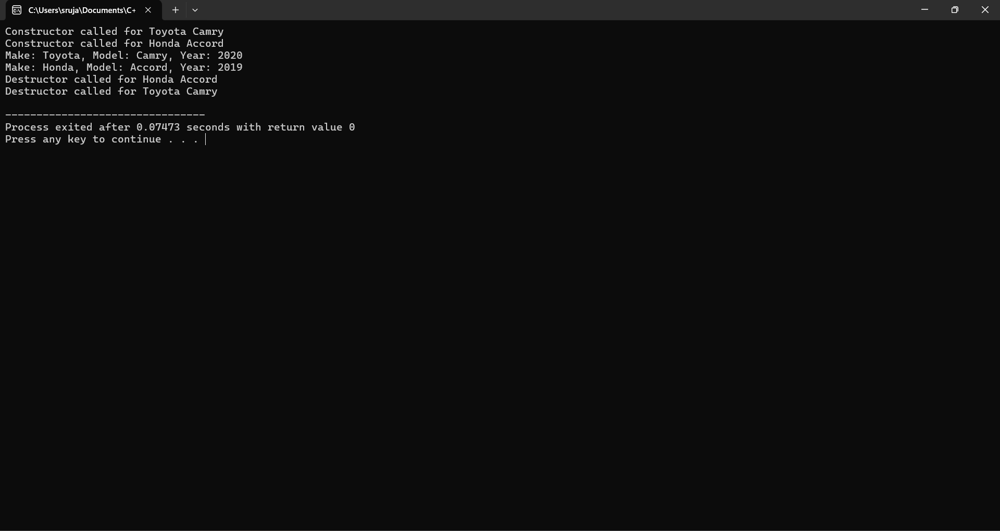 C:\Users\sruja\Documents\C+
Constructor called for Toyota Camry
Constructor called for Honda Accord
Make: Toyota, Model: Camry, Year: 2020
Make: Honda, Model: Accord, Year: 2019
Destructor called for Honda Accord
Destructor called for Toyota Camry
--------------------------------
Process exited after 0.07473 seconds with return value 0
Press any key to continue . . .